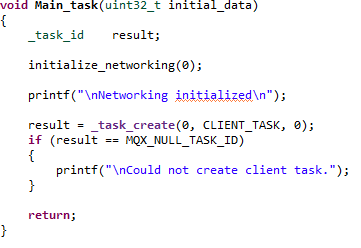 void Main_task(uint32_t initial_data)
{
    _task_id    result;

    initialize_networking(0);

    printf("\nNetworking initialized\n");

    result = _task_create(0, CLIENT_TASK, 0);
    if (result == MQX_NULL_TASK_ID)
    {
        printf("\nCould not create client task.");
    }

    return;
}